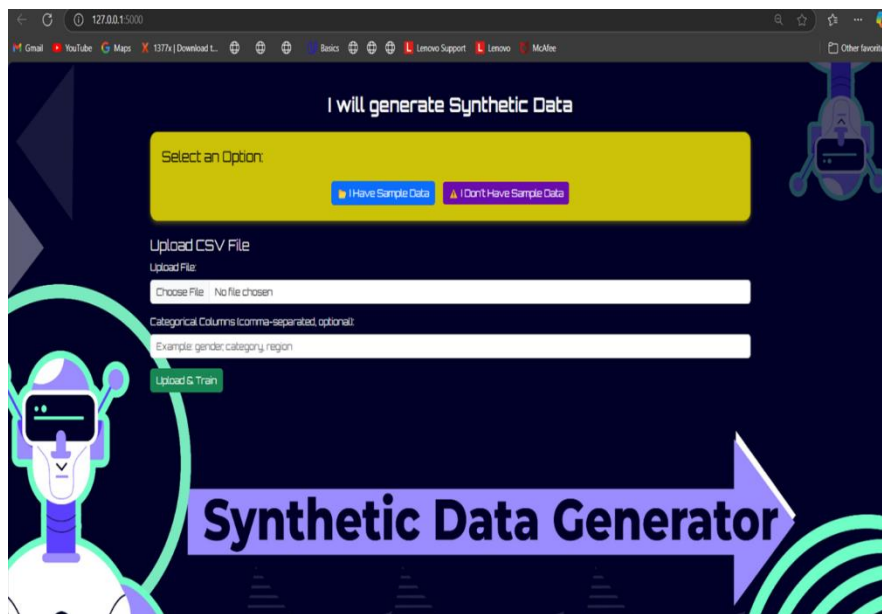 127.0.0.1:5000
Gmail YouTube Maps 1377x | Download t... Basics Lenovo Support Lenovo McAfee Other favorite
I will generate Synthetic Data
Select an Option:
I Have Sample Data I Don't Have Sample Data
Upload CSV File
Upload File:
Choose File No file chosen
Categorical Columns (comma-separated, optional):
Example: gender, category, region
Upload & Train
Synthetic Data Generator